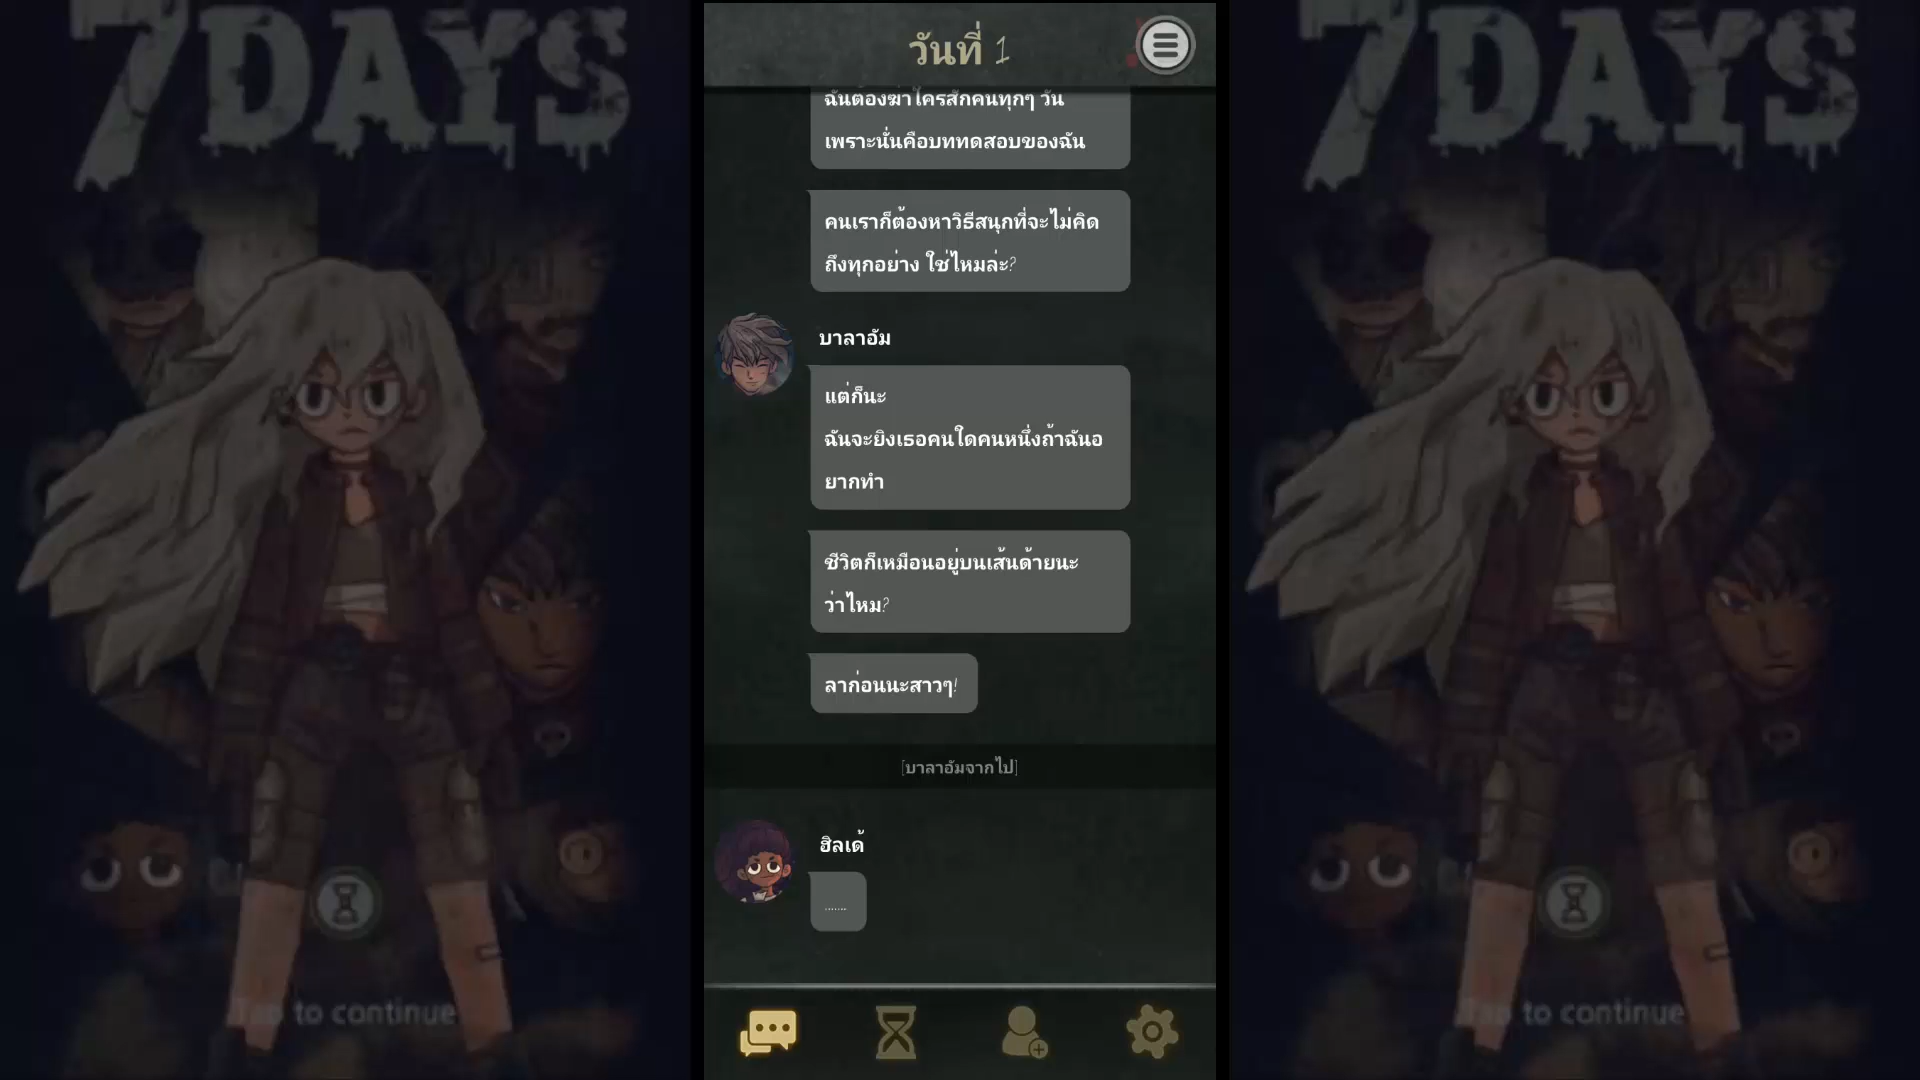 7DAYS
7DAYS
วันที่ 1
ฉันต้องฆ่าใครสักคนทุกๆ วัน
เพราะนั่นคือบททดสอบของฉัน
คนเราก็ต้องหาวิธีสนุกที่จะไม่คิด
ถึงทุกอย่าง ใช่ไหมล่ะ?
บาลาอัม
แต่ก็นะ
ฉันจะยิงเธอคนใดคนหนึ่งถ้าฉันอ
ยากทำ
ชีวิตก็เหมือนอยู่บนเส้นด้ายนะ
ว่าไหม?
ลาก่อนนะสาวๆ!
[บาลาอัมจากไป]
ฮิลเด้
.......
Tap to continue
Tap to continue